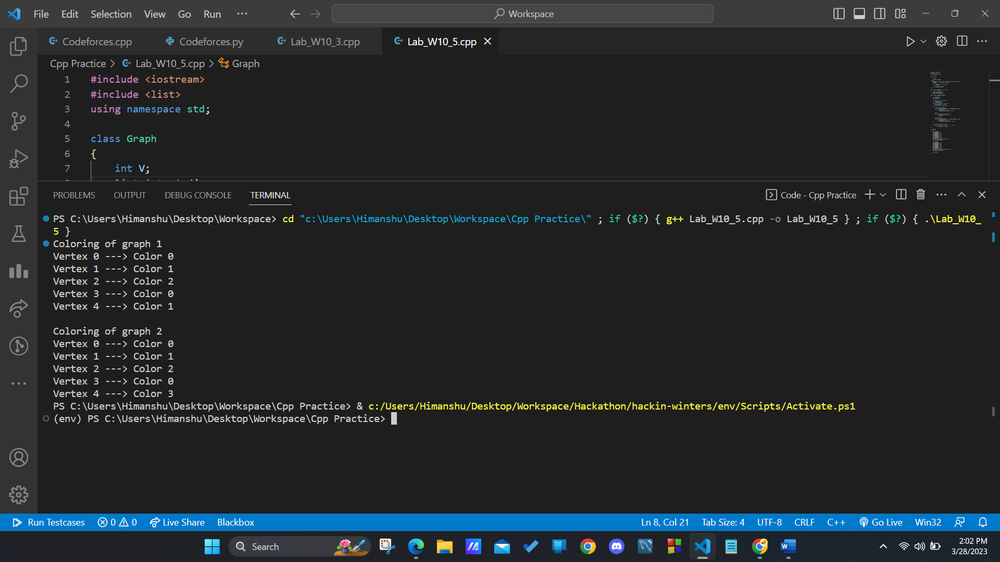 File Edit Selection View Go Run ··· Workspace
Codeforces.cpp Codeforces.py Lab_W10_3.cpp Lab_W10_5.cpp
Cpp Practice > Lab_W10_5.cpp > Graph
1 #include <iostream>
2 #include <list>
3 using namespace std;
4
5 class Graph
6 {
7 int V;
PROBLEMS OUTPUT DEBUG CONSOLE TERMINAL Code - Cpp Practice
PS C:\Users\Himanshu\Desktop\Workspace> cd "c:\Users\Himanshu\Desktop\Workspace\Cpp Practice\" ; if ($?) { g++ Lab_W10_5.cpp -o Lab_W10_5 } ; if ($?) { .\Lab_W10_
5 }
Coloring of graph 1
Vertex 0 ---> Color 0
Vertex 1 ---> Color 1
Vertex 2 ---> Color 2
Vertex 3 ---> Color 0
Vertex 4 ---> Color 1
Coloring of graph 2
Vertex 0 ---> Color 0
Vertex 1 ---> Color 1
Vertex 2 ---> Color 2
Vertex 3 ---> Color 0
Vertex 4 ---> Color 3
PS C:\Users\Himanshu\Desktop\Workspace\Cpp Practice> & c:/Users/Himanshu/Desktop/Workspace/Hackathon/hackin-winters/env/Scripts/Activate.ps1
(env) PS C:\Users\Himanshu\Desktop\Workspace\Cpp Practice>
Run Testcases 0 0 Live Share Blackbox Ln 8, Col 21 Tab Size: 4 UTF-8 CRLF C++ Go Live Win32
Search 2:02 PM
3/28/2023